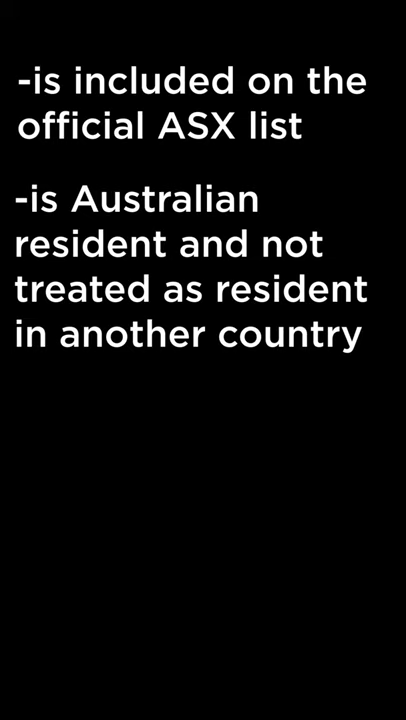 -is included on the
official ASX list
-is Australian
resident and not
treated as resident
in another country